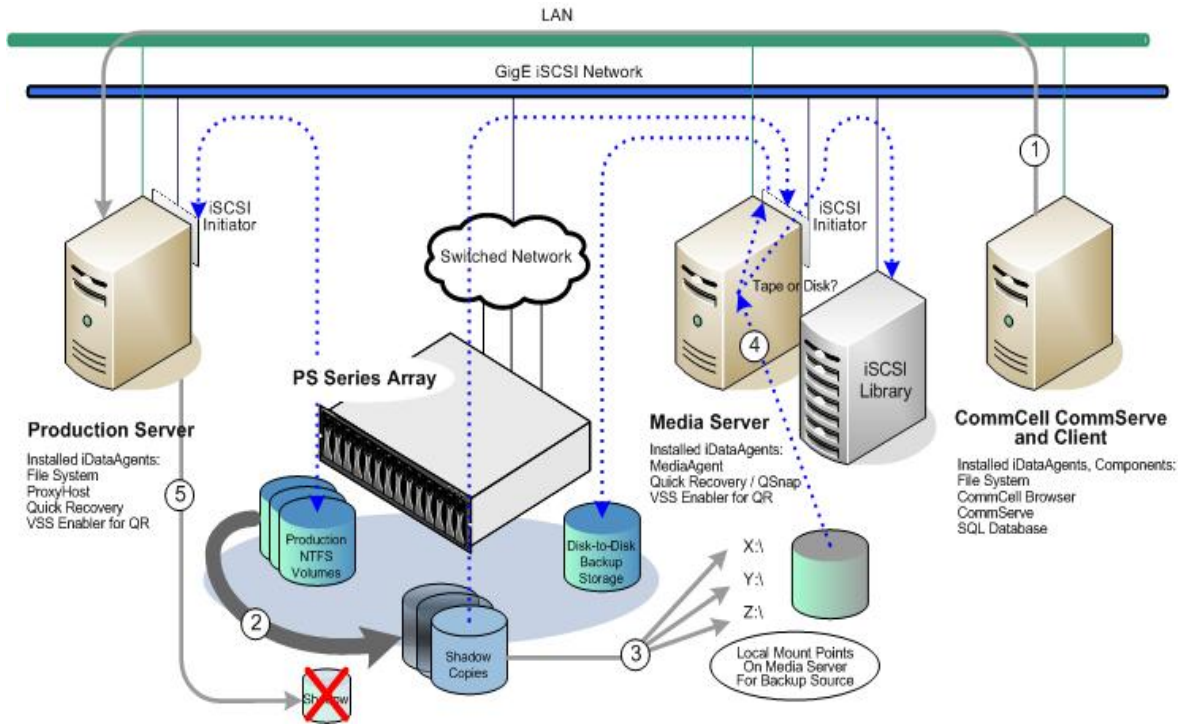 LAN
GigE iSCSI Network
1
iSCSI
Initiator
iSCSI
Initiator
Switched Network
Tape or Disk?
4
iSCSI
Library
PS Series Array
Production Server
Installed iDataAgents:
File System
ProxyHost
Quick Recovery
VSS Enabler for QR
5
Media Server
Installed iDataAgents:
MediaAgent
Quick Recovery / QSnap
VSS Enabler for QR
CommCell CommServe
and Client
Installed iDataAgents, Components:
File System
CommCell Browser
CommServe
SQL Database
Production
NTFS
Volumes
Disk-to-Disk
Backup
Storage
X:\
Y:\
Z:\
2
3
Shadow
Copies
Local Mount Points
On Media Server
For Backup Source